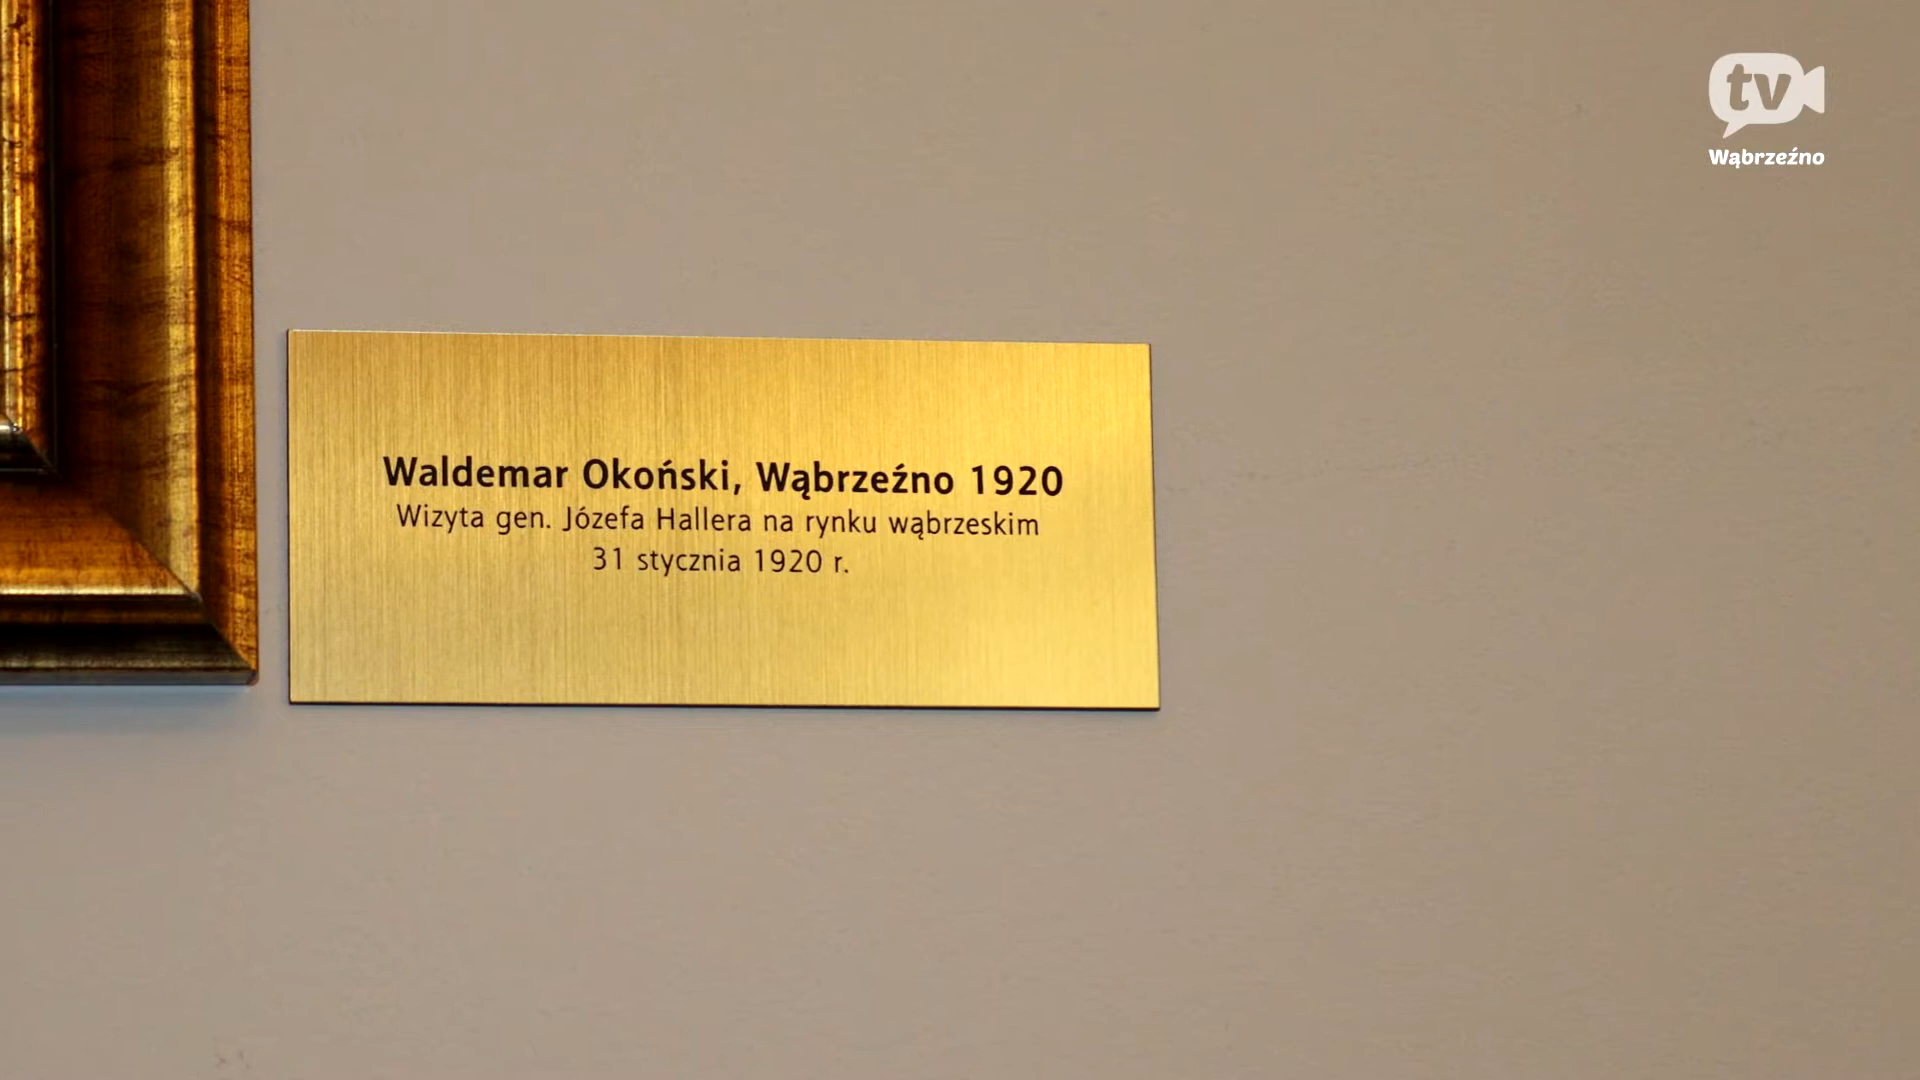 tv
Wąbrzeźno
Waldemar Okoński, Wąbrzeźno 1920
Wizyta gen. Józefa Hallera na rynku wąbrzeskim
31 stycznia 1920 r.